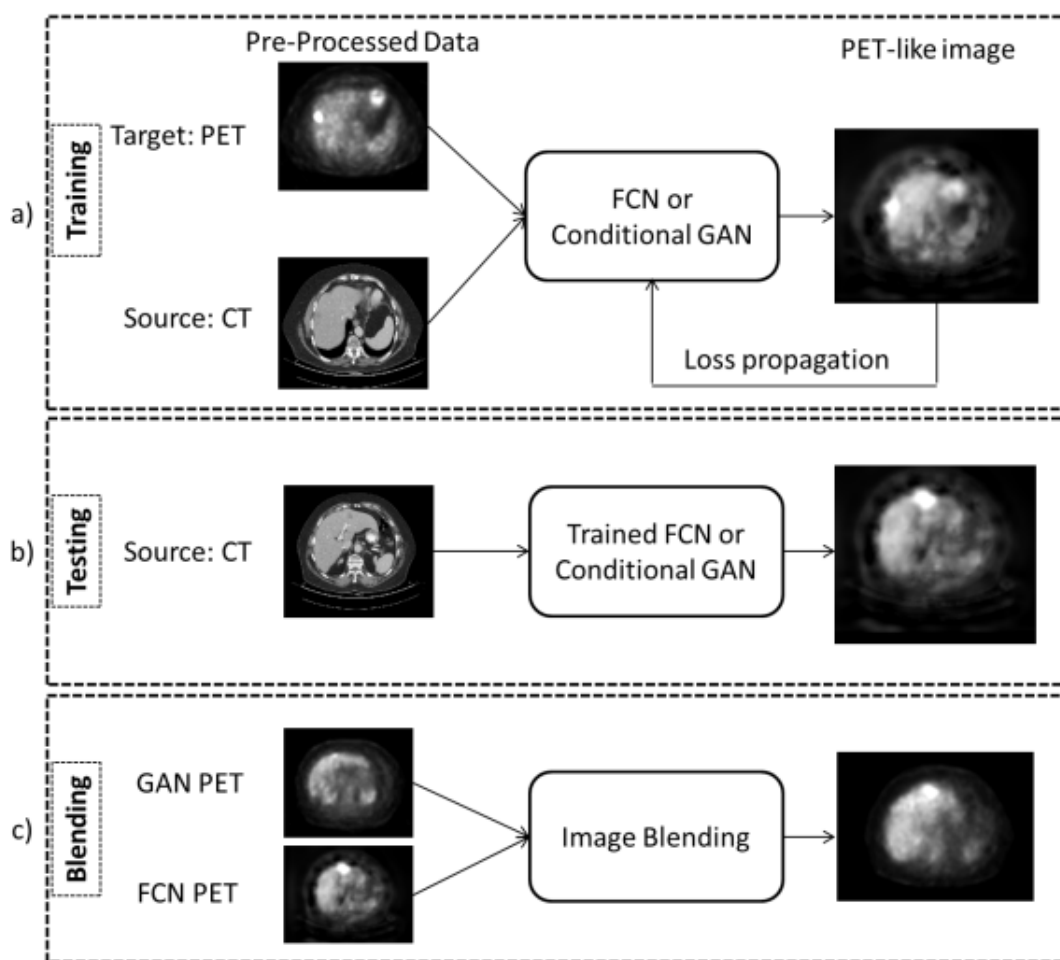 Pre-Processed Data
PET-like image
a)
Training
Target: PET
Source: CT
FCN or
Conditional GAN
Loss propagation
b)
Testing
Source: CT
Trained FCN or
Conditional GAN
c)
Blending
GAN PET
FCN PET
Image Blending